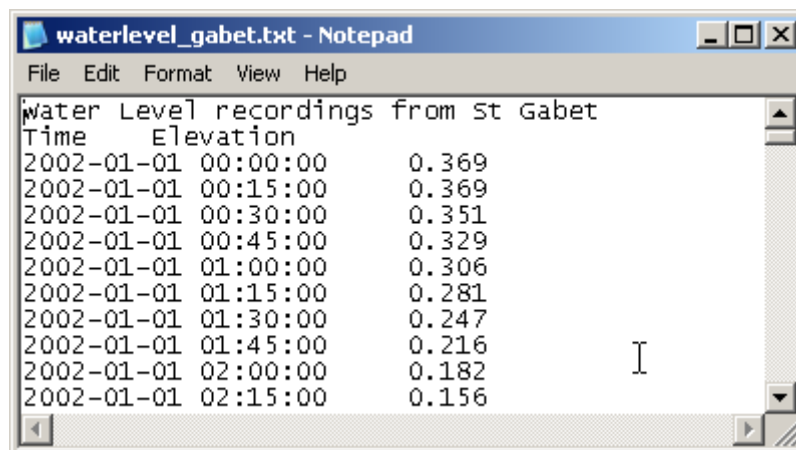 waterlevel_gabet.txt - Notepad
File Edit Format View Help
Water Level recordings from St Gabet
Time Elevation
2002-01-01 00:00:00 0.369
2002-01-01 00:15:00 0.369
2002-01-01 00:30:00 0.351
2002-01-01 00:45:00 0.329
2002-01-01 01:00:00 0.306
2002-01-01 01:15:00 0.281
2002-01-01 01:30:00 0.247
2002-01-01 01:45:00 0.216
2002-01-01 02:00:00 0.182
2002-01-01 02:15:00 0.156